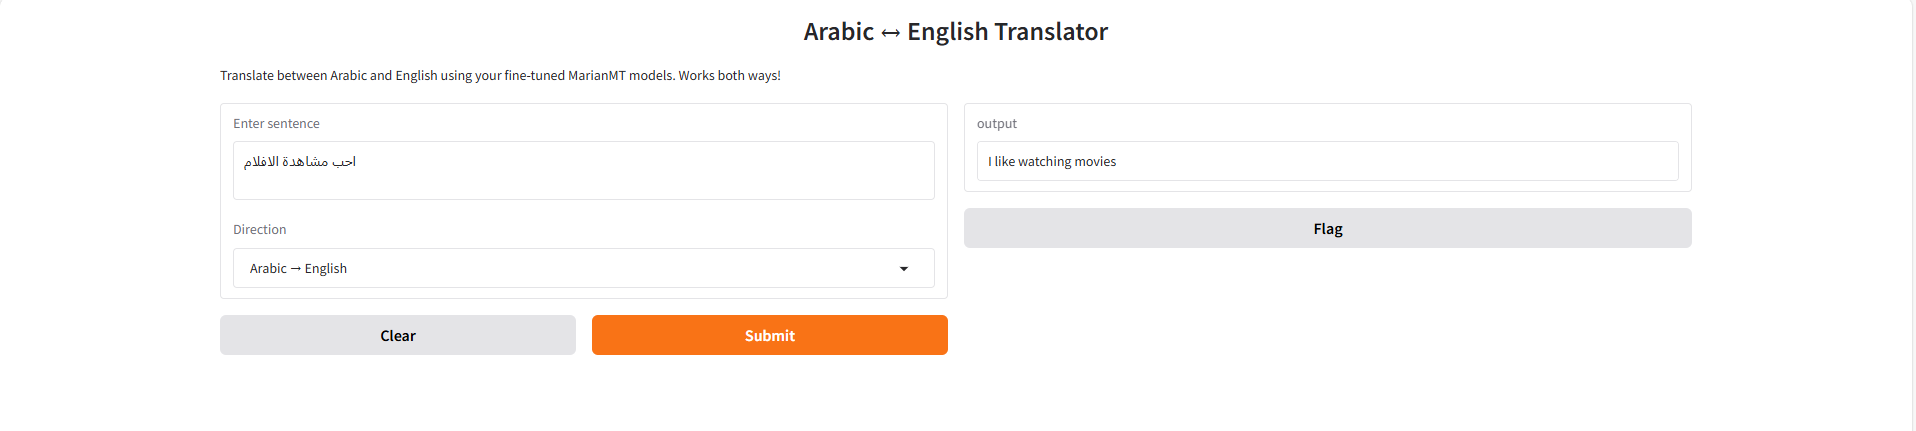 Arabic ↔ English Translator
Translate between Arabic and English using your fine-tuned MarianMT models. Works both ways!
Enter sentence
احب مشاهدة الافلام
Direction
Arabic → English
Clear
Submit
output
I like watching movies
Flag